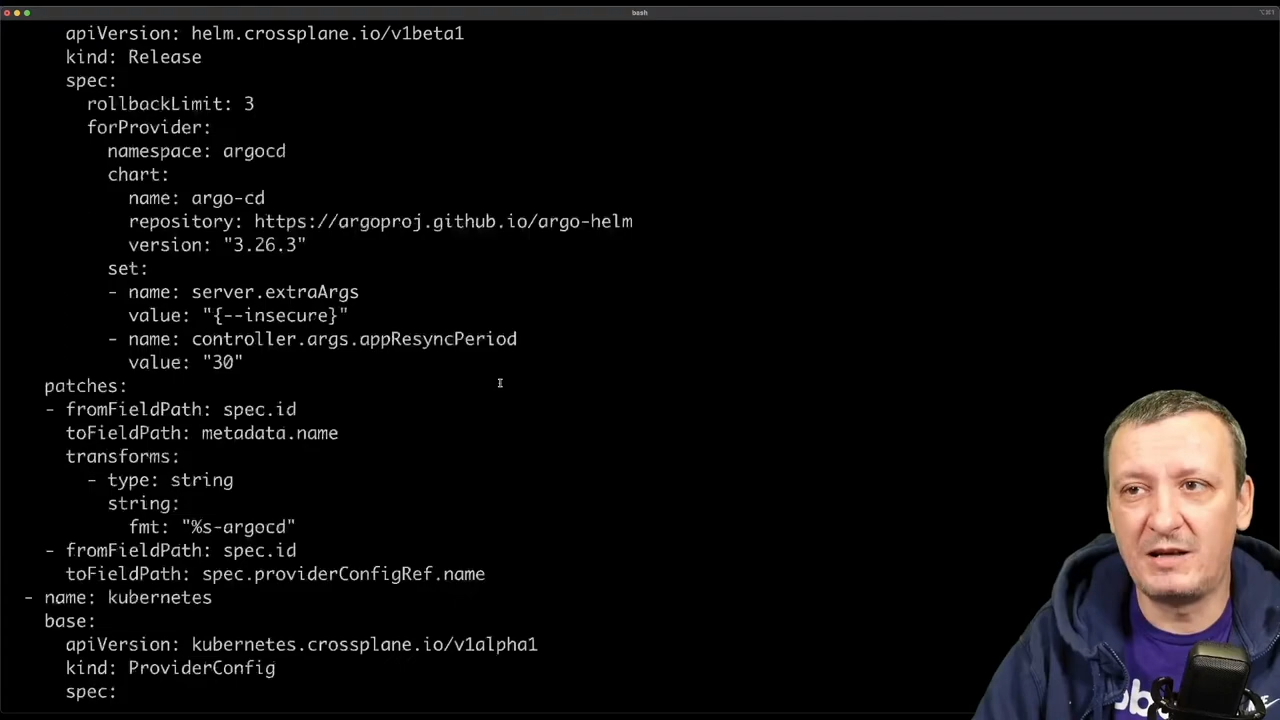 bash
⌥⌘1
apiVersion: helm.crossplane.io/v1beta1
kind: Release
spec:
rollbackLimit: 3
forProvider:
namespace: argocd
chart:
name: argo-cd
repository: https://argoproj.github.io/argo-helm
version: "3.26.3"
set:
- name: server.extraArgs
value: "{--insecure}"
- name: controller.args.appResyncPeriod
value: "30"
patches:
- fromFieldPath: spec.id
toFieldPath: metadata.name
transforms:
- type: string
string:
fmt: "%s-argocd"
- fromFieldPath: spec.id
toFieldPath: spec.providerConfigRef.name
- name: kubernetes
base:
apiVersion: kubernetes.crossplane.io/v1alpha1
kind: ProviderConfig
spec: